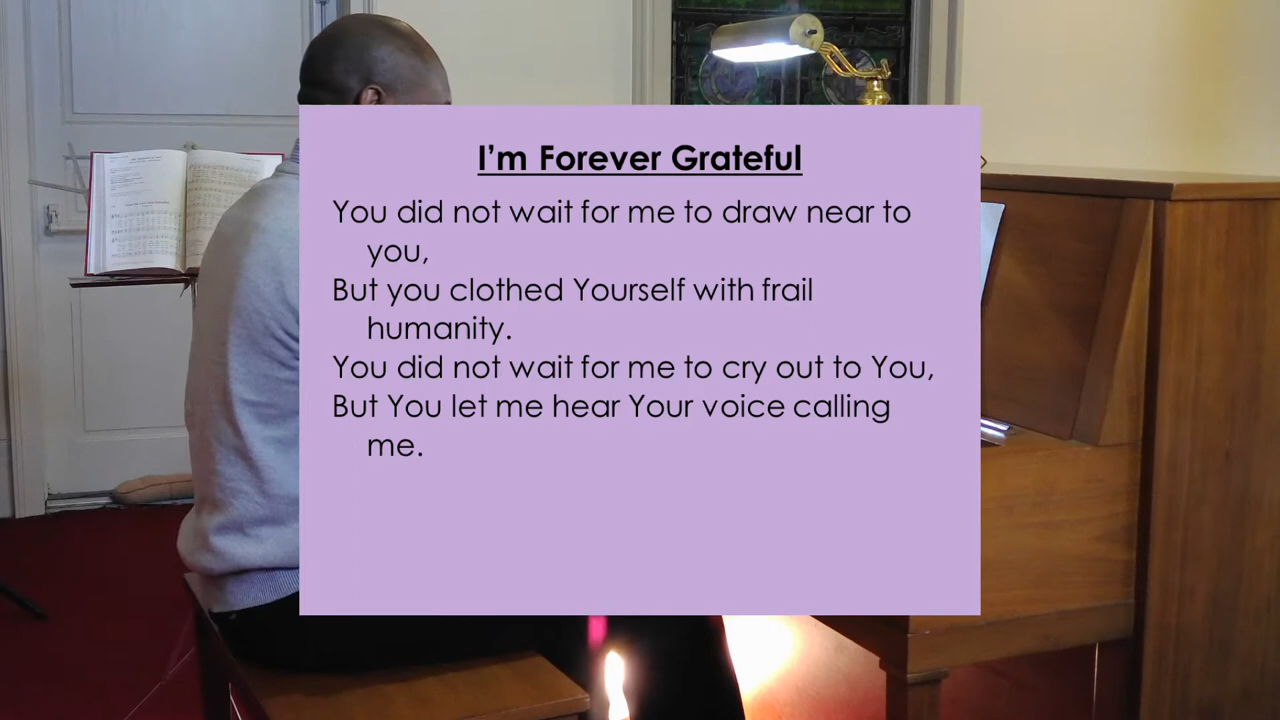 I'm Forever Grateful
You did not wait for me to draw near to
you,
But you clothed Yourself with frail
humanity.
You did not wait for me to cry out to You,
But You let me hear Your voice calling
me.